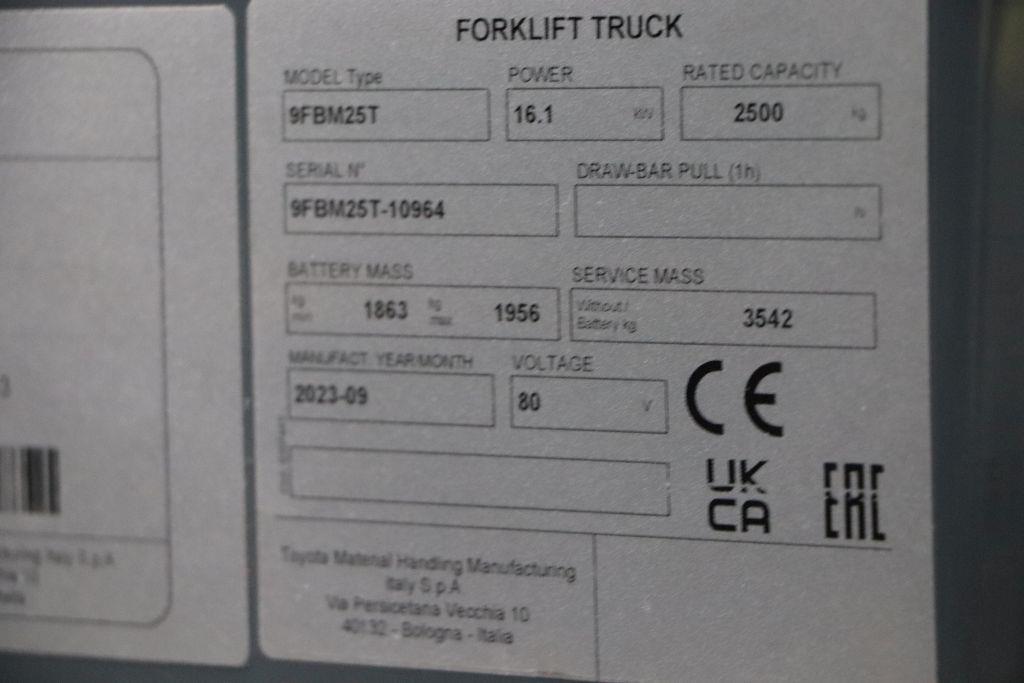 FORKLIFT TRUCK
MODEL Type POWER RATED CAPACITY
9FBM25T 16.1 kW 2500 kg
SERIAL N° DRAW-BAR PULL (1h)
9FBM25T-10964 N
BATTERY MASS SERVICE MASS
kg min 1863 kg max 1956 Without / Battery kg 3542
MANUFACT. YEAR/MONTH VOLTAGE
2023-09 80 V
CE
UK
CA
EAC
Toyota Material Handling Manufacturing
Italy S.p.A
Via Persicetana Vecchia 10
40132 - Bologna - Italia
3